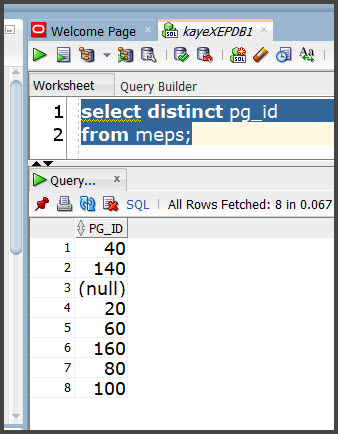 Welcome Page × kayeXEPDB1 ×
SQL
Worksheet Query Builder
1 select distinct pg_id
2 from meps;
Query... x
SQL | All Rows Fetched: 8 in 0.067
PG_ID
1 40
2 140
3 (null)
4 20
5 60
6 160
7 80
8 100